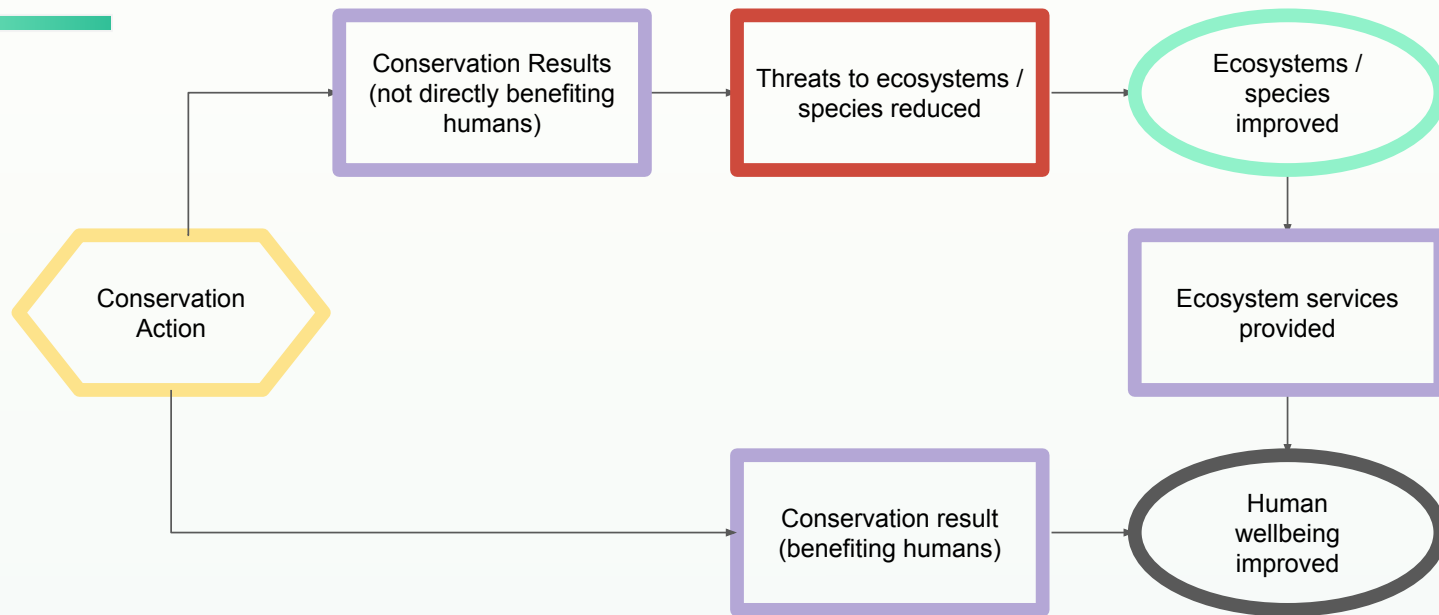 Conservation Results
(not directly benefiting
humans)
Threats to ecosystems /
species reduced
Ecosystems /
species
improved
Conservation
Action
Ecosystem services
provided
Conservation result
(benefiting humans)
Human
wellbeing
improved